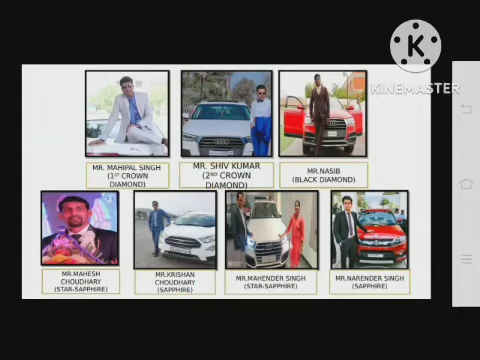 K
KINEMASTER
MR. MAHIPAL SINGH
(1ST CROWN
DIAMOND)
MR. SHIV KUMAR
(2ND CROWN
DIAMOND)
MR.NASIB
(BLACK DIAMOND)
MR.MAHESH
CHOUDHARY
(STAR-SAPPHIRE)
MR.KRISHAN
CHOUDHARY
(SAPPHIRE)
MR.MAHENDER SINGH
(STAR-SAPPHIRE)
MR.NARENDER SINGH
(SAPPHIRE)